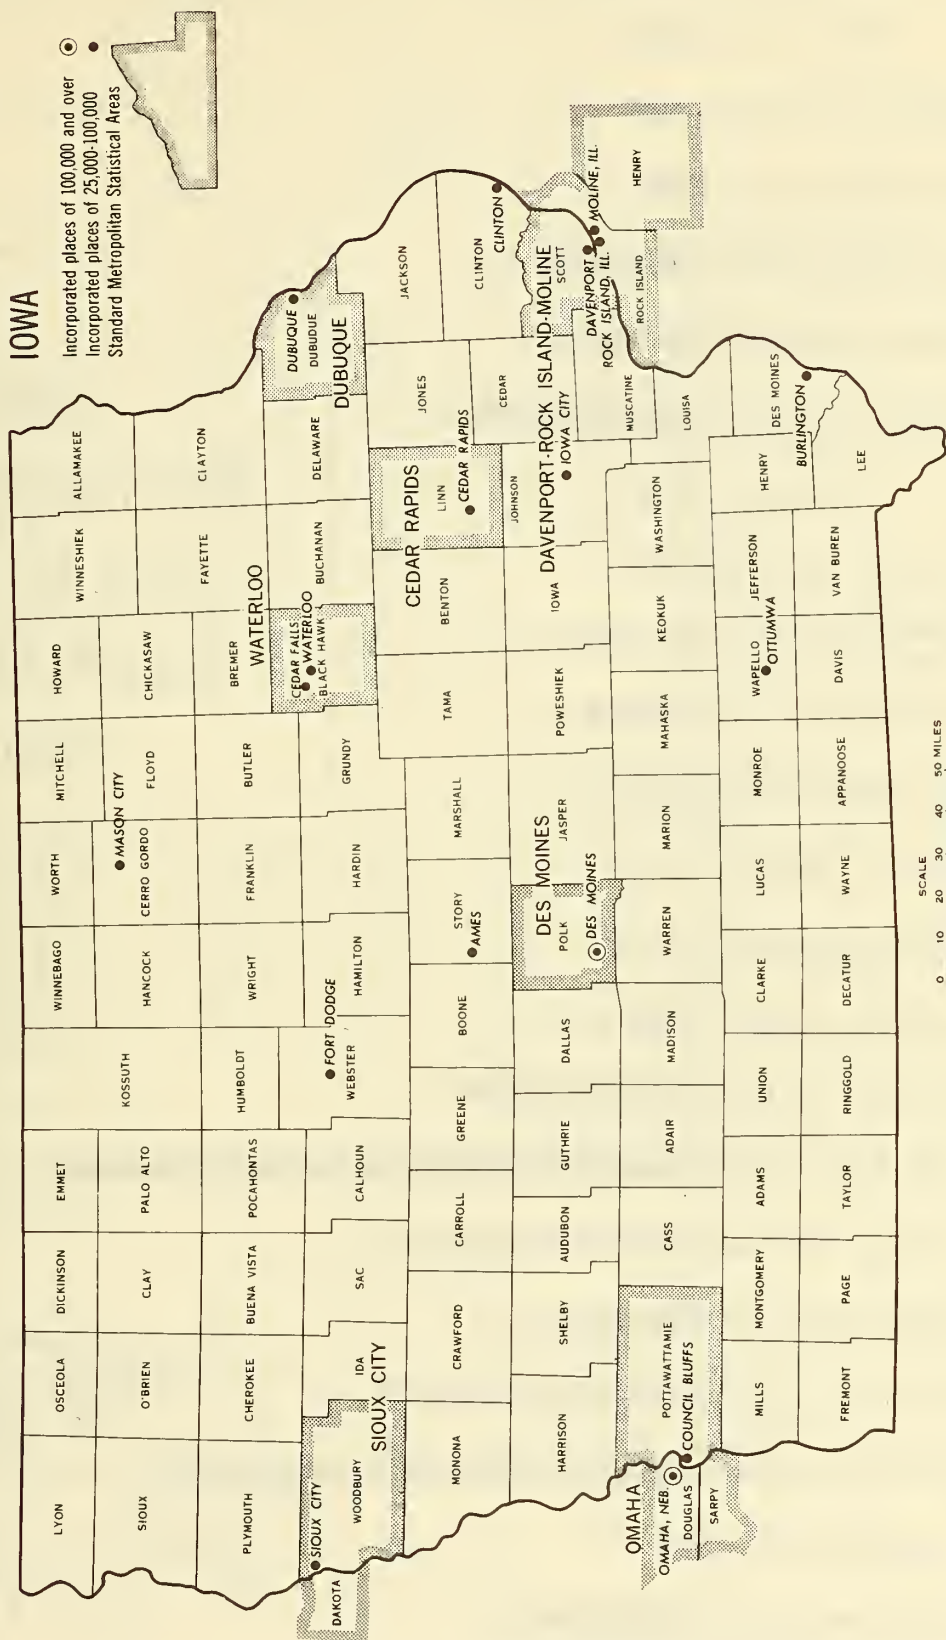 IOWA
Incorporated places of 100,000 and over
Incorporated places of 25,000-100,000
Standard Metropolitan Statistical Areas
LYON
OSCEOLA
DICKINSON
EMMET
KOSSUTH
WINNEBAGO
WORTH
MITCHELL
HOWARD
WINNESHIEK
ALLAMAKEE
SIOUX
O'BRIEN
CLAY
PALO ALTO
HANCOCK
CERRO GORDO
MASON CITY
FLOYD
CHICKASAW
FAYETTE
CLAYTON
PLYMOUTH
CHEROKEE
BUENA VISTA
POCAHONTAS
HUMBOLDT
WRIGHT
FRANKLIN
BUTLER
BREMER
WATERLOO
SIOUX CITY
DAKOTA
WOODBURY
SIOUX CITY
IDA
SAC
CALHOUN
FORT DODGE
WEBSTER
HAMILTON
HARDIN
GRUNDY
CEDAR FALLS
WATERLOO
BLACK HAWK
BUCHANAN
DELAWARE
DUBUQUE
DUBUDUE
DUBUQUE
MONONA
CRAWFORD
CARROLL
GREENE
BOONE
STORY
AMES
MARSHALL
TAMA
BENTON
CEDAR RAPIDS
LINN
CEDAR RAPIDS
JONES
JACKSON
HARRISON
SHELBY
AUDUBON
GUTHRIE
DALLAS
DES MOINES
POLK
DES MOINES
JASPER
POWESHIEK
IOWA
JOHNSON
IOWA CITY
CEDAR
CLINTON
CLINTON
DAVENPORT-ROCK ISLAND-MOLINE
SCOTT
DAVENPORT
MOLINE, ILL.
ROCK ISLAND, ILL.
ROCK ISLAND
HENRY
OMAHA
OMAHA, NEB.
DOUGLAS
SARPY
POTTAWATTAMIE
COUNCIL BLUFFS
CASS
ADAIR
MADISON
WARREN
MARION
MAHASKA
KEOKUK
WASHINGTON
MUSCATINE
LOUISA
MILLS
MONTGOMERY
ADAMS
UNION
CLARKE
LUCAS
MONROE
WAPELLO
OTTUMWA
JEFFERSON
HENRY
DES MOINES
BURLINGTON
FREMONT
PAGE
TAYLOR
RINGGOLD
DECATUR
WAYNE
APPANOOSE
DAVIS
VAN BUREN
LEE
SCALE
0 10 20 30 40 50 MILES